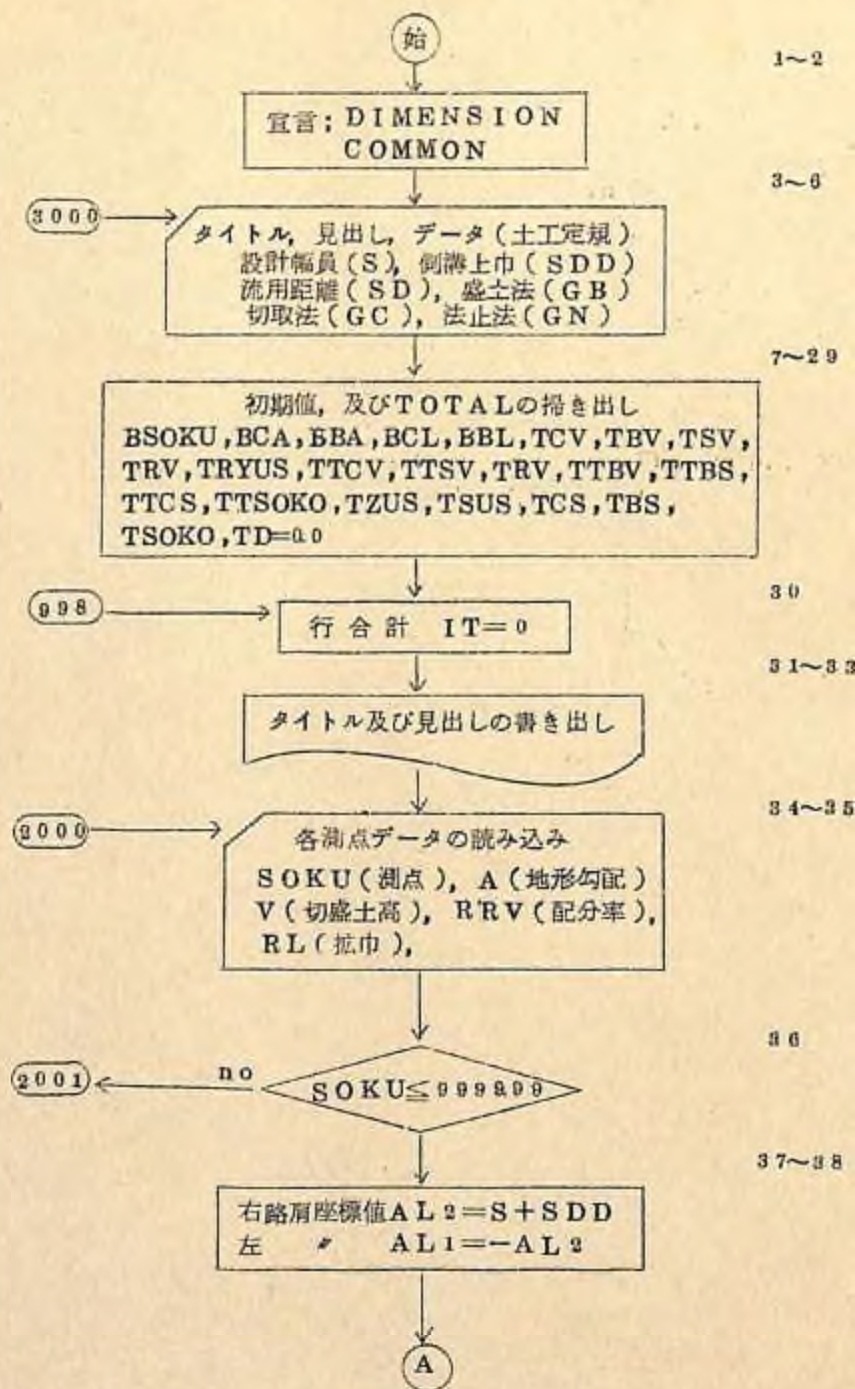 始
1～2
宣言; DIMENSION
COMMON
3～6
3000
タイトル, 見出し, データ(土工定規)
設計幅員(S), 側溝上巾(SDD)
流用距離(SD), 盛土法(GB)
切取法(GC), 法止法(GN)
7～29
初期値, 及びTOTALの掃き出し
BSOKU,BCA,BBA,BCL,BBL,TCV,TBV,TSV,
TRV,TRYUS,TTCV,TTSV,TRV,TTBV,TTBS,
TTCS,TTSOKO,TZUS,TSUS,TCS,TBS,
TSOKO,TD=0.0
30
998
行合計 IT=0
31～33
タイトル及び見出しの書き出し
34～35
2000
各測点データの読み込み
SOKU(測点), A(地形勾配)
V(切盛土高), RRV(配分率),
RL(拡巾),
36
2001
no
SOKU≦9999.99
37～38
右路肩座標値AL2=S+SDD
左 〃 AL1=-AL2
A